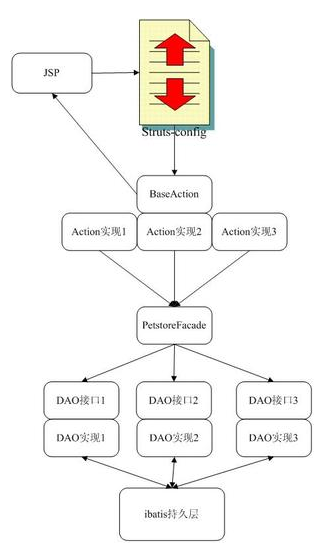 JSP
Struts-config
BaseAction
Action实现1
Action实现2
Action实现3
PetstoreFacade
DAO接口1
DAO接口2
DAO接口3
DAO实现1
DAO实现2
DAO实现3
ibatis持久层